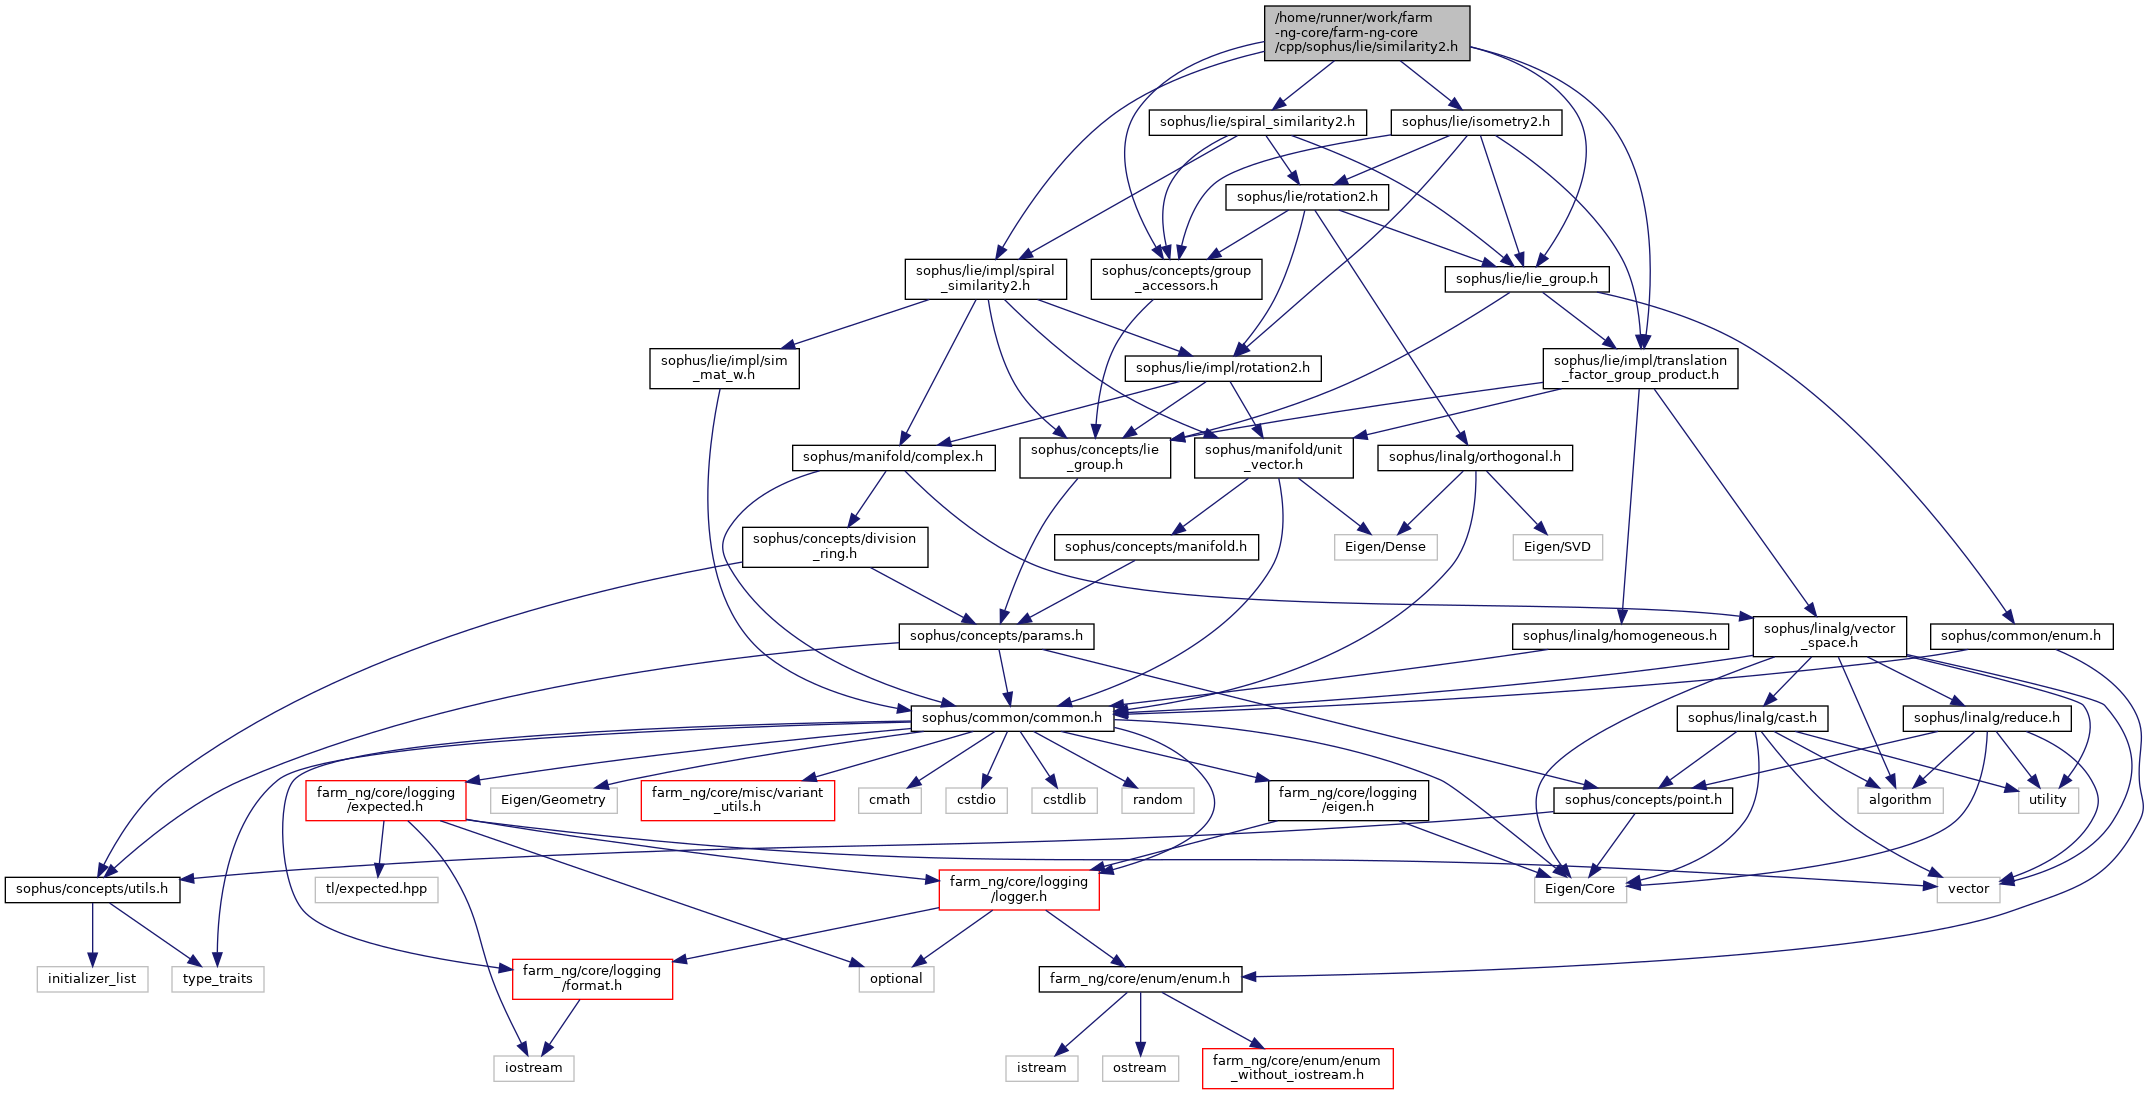 /home/runner/work/farm
-ng-core/farm-ng-core
/cpp/sophus/lie/similarity2.h
sophus/lie/spiral_similarity2.h
sophus/lie/isometry2.h
sophus/lie/rotation2.h
sophus/lie/impl/spiral
_similarity2.h
sophus/concepts/group
_accessors.h
sophus/lie/lie_group.h
sophus/lie/impl/sim
_mat_w.h
sophus/lie/impl/rotation2.h
sophus/lie/impl/translation
_factor_group_product.h
sophus/manifold/complex.h
sophus/concepts/lie
_group.h
sophus/manifold/unit
_vector.h
sophus/linalg/orthogonal.h
sophus/concepts/division
_ring.h
sophus/concepts/manifold.h
Eigen/Dense
Eigen/SVD
sophus/concepts/params.h
sophus/linalg/homogeneous.h
sophus/linalg/vector
_space.h
sophus/common/enum.h
sophus/common/common.h
sophus/linalg/cast.h
sophus/linalg/reduce.h
farm_ng/core/logging
/expected.h
Eigen/Geometry
farm_ng/core/misc/variant
_utils.h
cmath
cstdio
cstdlib
random
farm_ng/core/logging
/eigen.h
sophus/concepts/point.h
algorithm
utility
sophus/concepts/utils.h
tl/expected.hpp
farm_ng/core/logging
/logger.h
Eigen/Core
vector
initializer_list
type_traits
farm_ng/core/logging
/format.h
optional
farm_ng/core/enum/enum.h
iostream
istream
ostream
farm_ng/core/enum/enum
_without_iostream.h